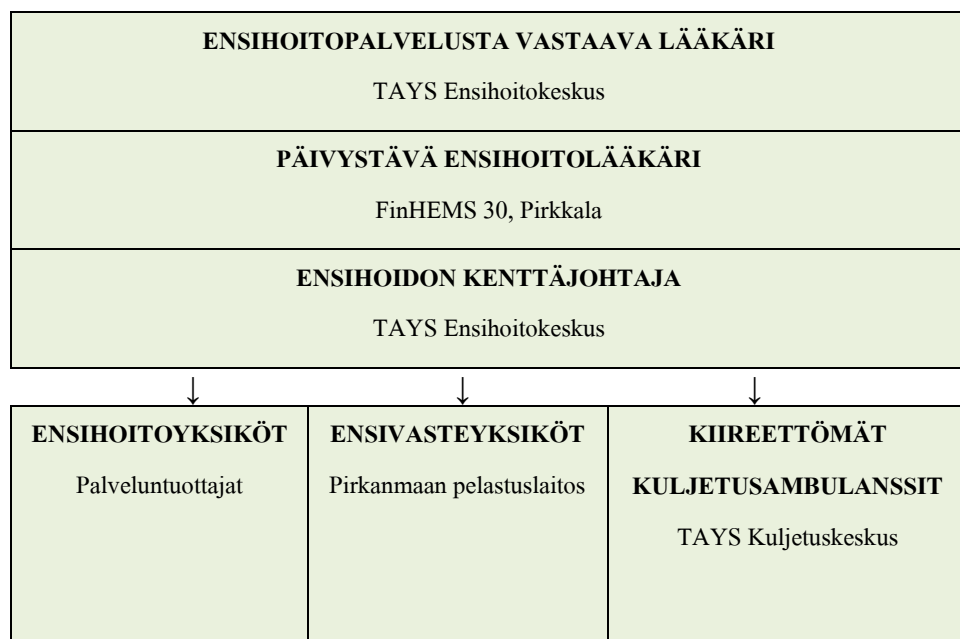 ENSIHOITOPALVELUSTA VASTAAVA LÄÄKÄRI
TAYS Ensihoitokeskus
PÄIVYSTÄVÄ ENSIHOITOLÄÄKÄRI
FinHEMS 30, Pirkkala
ENSIHOIDON KENTTÄJOHTAJA
TAYS Ensihoitokeskus
↓ ↓ ↓
ENSIHOITOYKSIKÖT
Palveluntuottajat
ENSIVASTEYKSIKÖT
Pirkanmaan pelastuslaitos
KIIREETTÖMÄT
KULJETUSAMBULANSSIT
TAYS Kuljetuskeskus